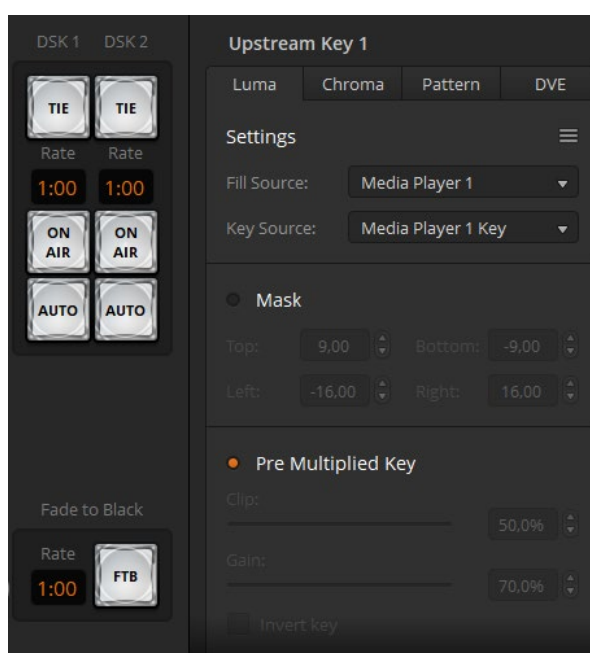 DSK 1 DSK 2
TIE TIE
Rate Rate
1:00 1:00
ON AIR ON AIR
AUTO AUTO
Fade to Black
Rate
1:00 FTB
Upstream Key 1
Luma Chroma Pattern DVE
Settings
Fill Source: Media Player 1
Key Source: Media Player 1 Key
Mask
Top: 9,00 Bottom: -9,00
Left: -16,00 Right: 16,00
Pre Multiplied Key
Clip:
50,0%
Gain:
70,0%
Invert key